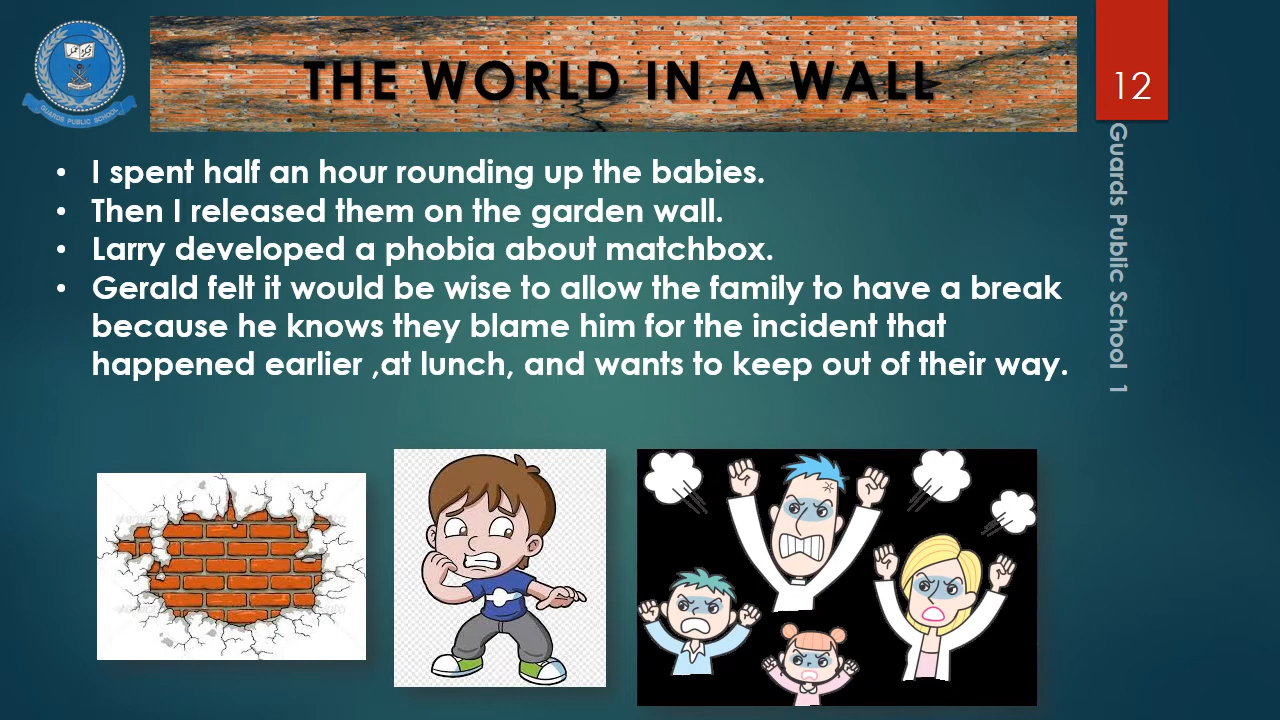 THE WORLD IN A WALL
12
Guards Public School 1
GUARDS PUBLIC SCHOOL
• I spent half an hour rounding up the babies.
• Then I released them on the garden wall.
• Larry developed a phobia about matchbox.
• Gerald felt it would be wise to allow the family to have a break
because he knows they blame him for the incident that
happened earlier ,at lunch, and wants to keep out of their way.